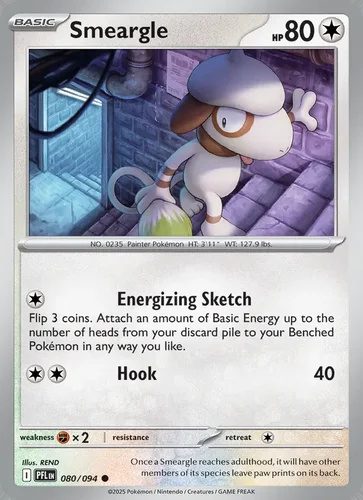 BASIC Smeargle HP 80
NO. 0235 Painter Pokémon HT: 3'11" WT: 127.9 lbs.
Energizing Sketch
Flip 3 coins. Attach an amount of Basic Energy up to the
number of heads from your discard pile to your Benched
Pokémon in any way you like.
Hook 40
weakness ×2 resistance retreat
Illus. REND
I PFL EN 080/094
Once a Smeargle reaches adulthood, it will have other
members of its species leave paw prints on its back.
©2025 Pokémon / Nintendo / Creatures / GAME FREAK